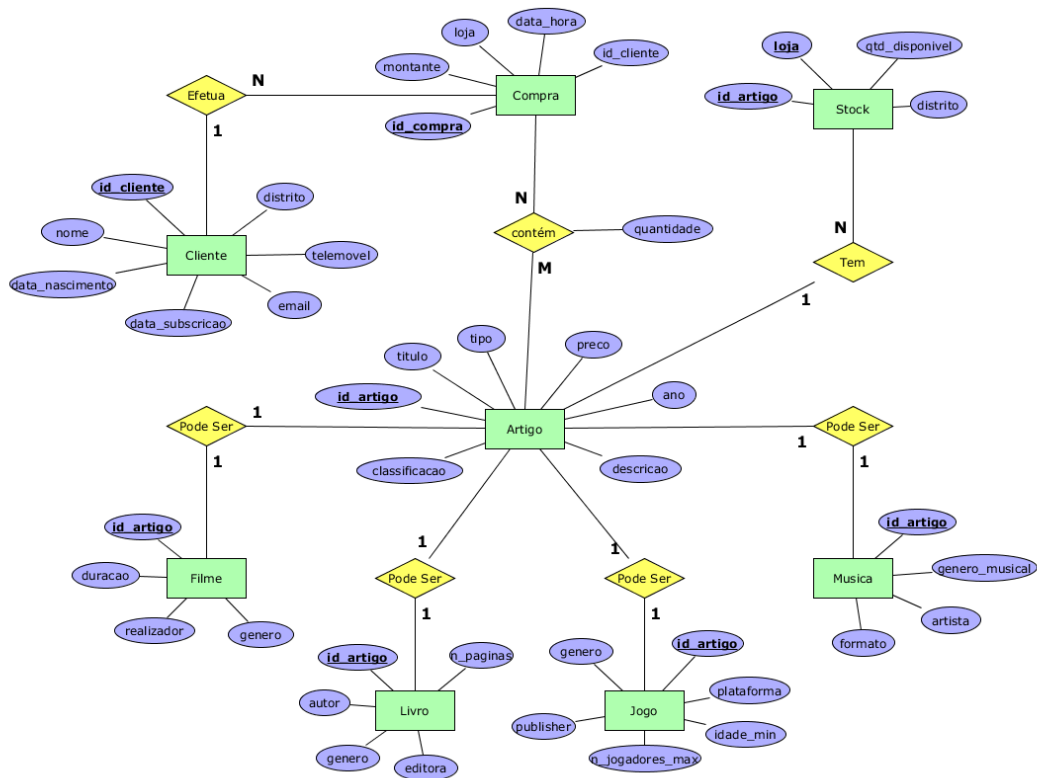 data_hora
loja
id_cliente
montante
Compra
id_compra
N
Efetua
1
loja
qtd_disponivel
id_artigo
Stock
distrito
id_cliente
distrito
nome
Cliente
telemovel
data_nascimento
email
data_subscricao
N
contém
quantidade
M
N
Tem
1
tipo
preco
titulo
ano
id_artigo
Artigo
classificacao
descricao
Pode Ser
1
1
Pode Ser
1
1
id_artigo
duracao
Filme
realizador
genero
1
Pode Ser
1
1
Pode Ser
1
id_artigo
genero_musical
Musica
artista
formato
id_artigo
n_paginas
autor
Livro
genero
editora
genero
id_artigo
plataforma
publisher
Jogo
idade_min
n_jogadores_max